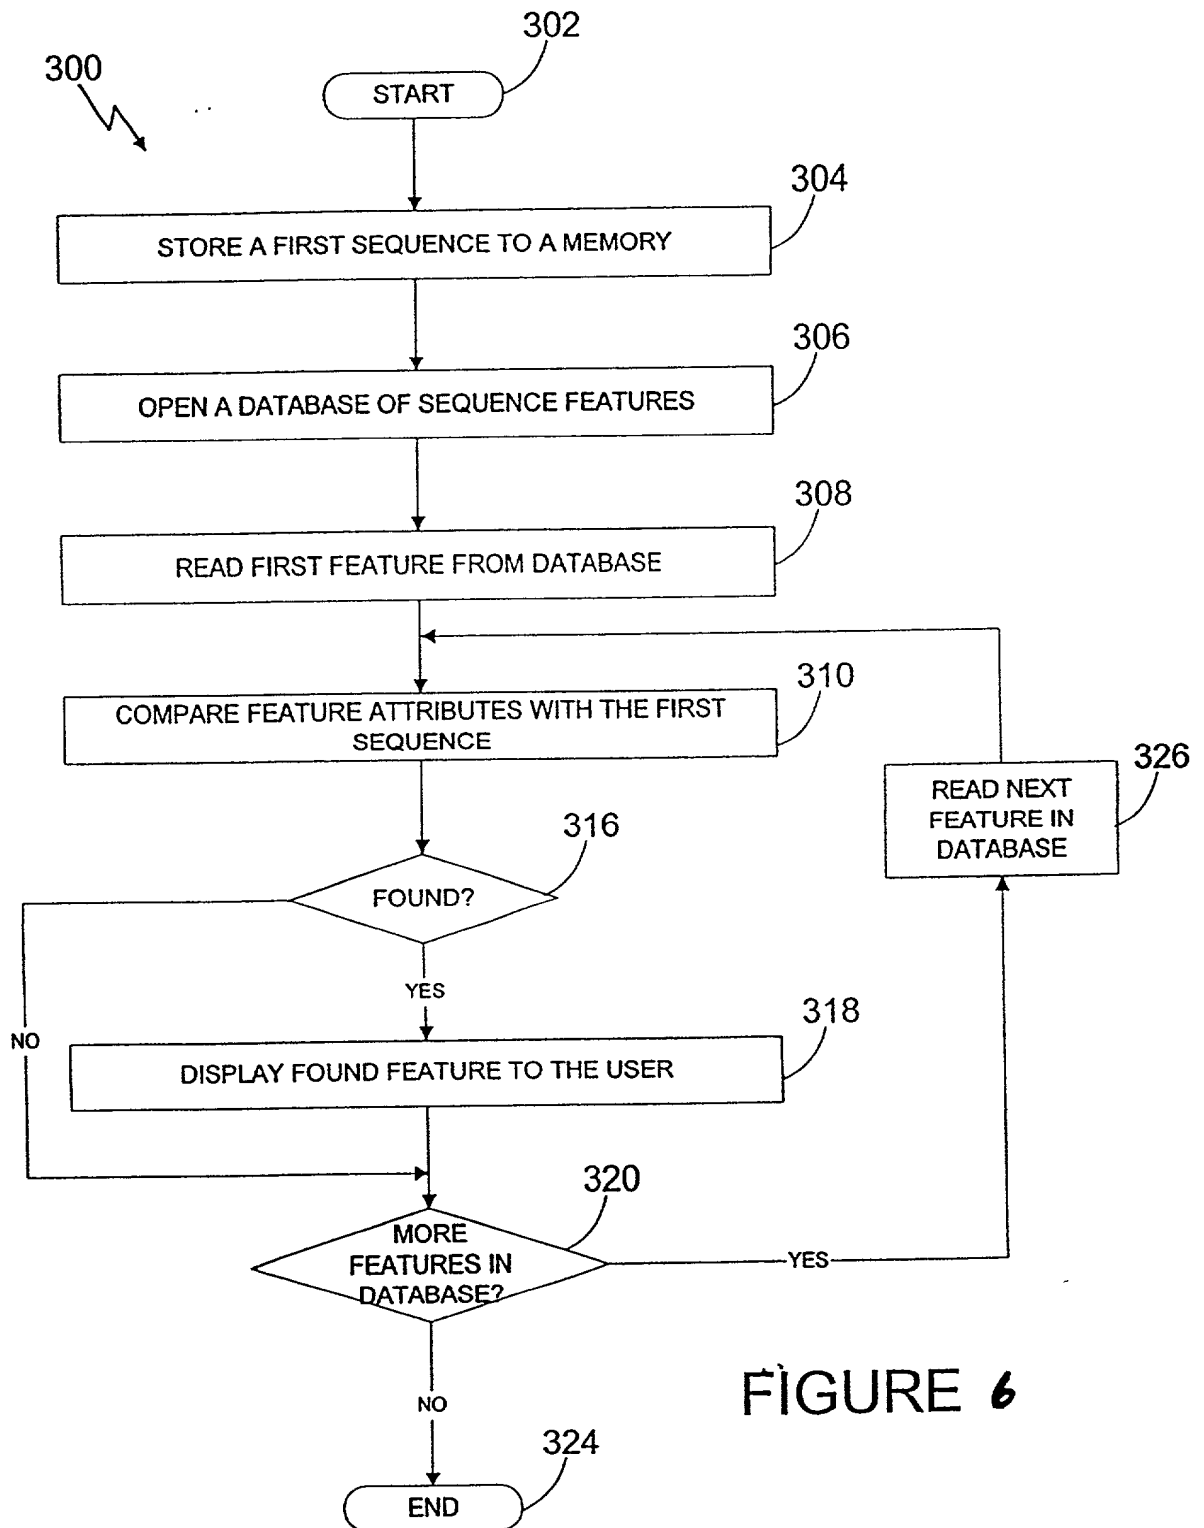 302
300
START
304
STORE A FIRST SEQUENCE TO A MEMORY
306
OPEN A DATABASE OF SEQUENCE FEATURES
308
READ FIRST FEATURE FROM DATABASE
310
COMPARE FEATURE ATTRIBUTES WITH THE FIRST
SEQUENCE
326
READ NEXT
FEATURE IN
DATABASE
316
FOUND?
YES
NO
318
DISPLAY FOUND FEATURE TO THE USER
320
MORE
FEATURES IN
DATABASE?
YES
FIGURE 6
NO
324
END